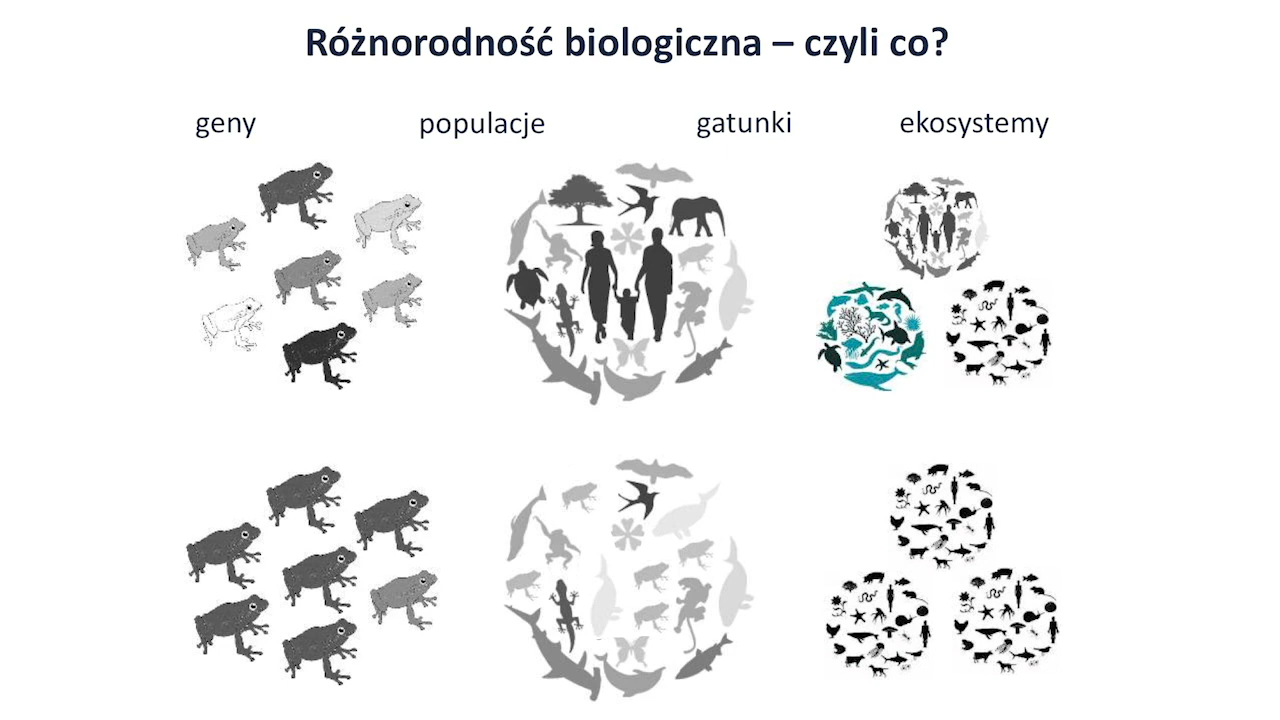 Różnorodność biologiczna – czyli co?
geny populacje gatunki ekosystemy